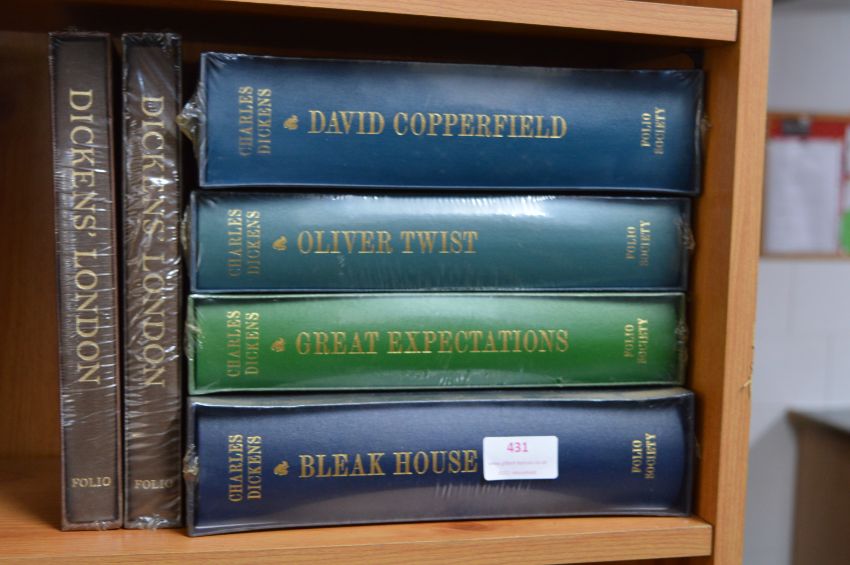 DICKENS' LONDON
FOLIO
DICKENS' LONDON
FOLIO
CHARLES
DICKENS
DAVID COPPERFIELD
FOLIO
SOCIETY
CHARLES
DICKENS
OLIVER TWIST
FOLIO
SOCIETY
CHARLES
DICKENS
GREAT EXPECTATIONS
FOLIO
SOCIETY
CHARLES
DICKENS
BLEAK HOUSE
431
FOLIO
SOCIETY